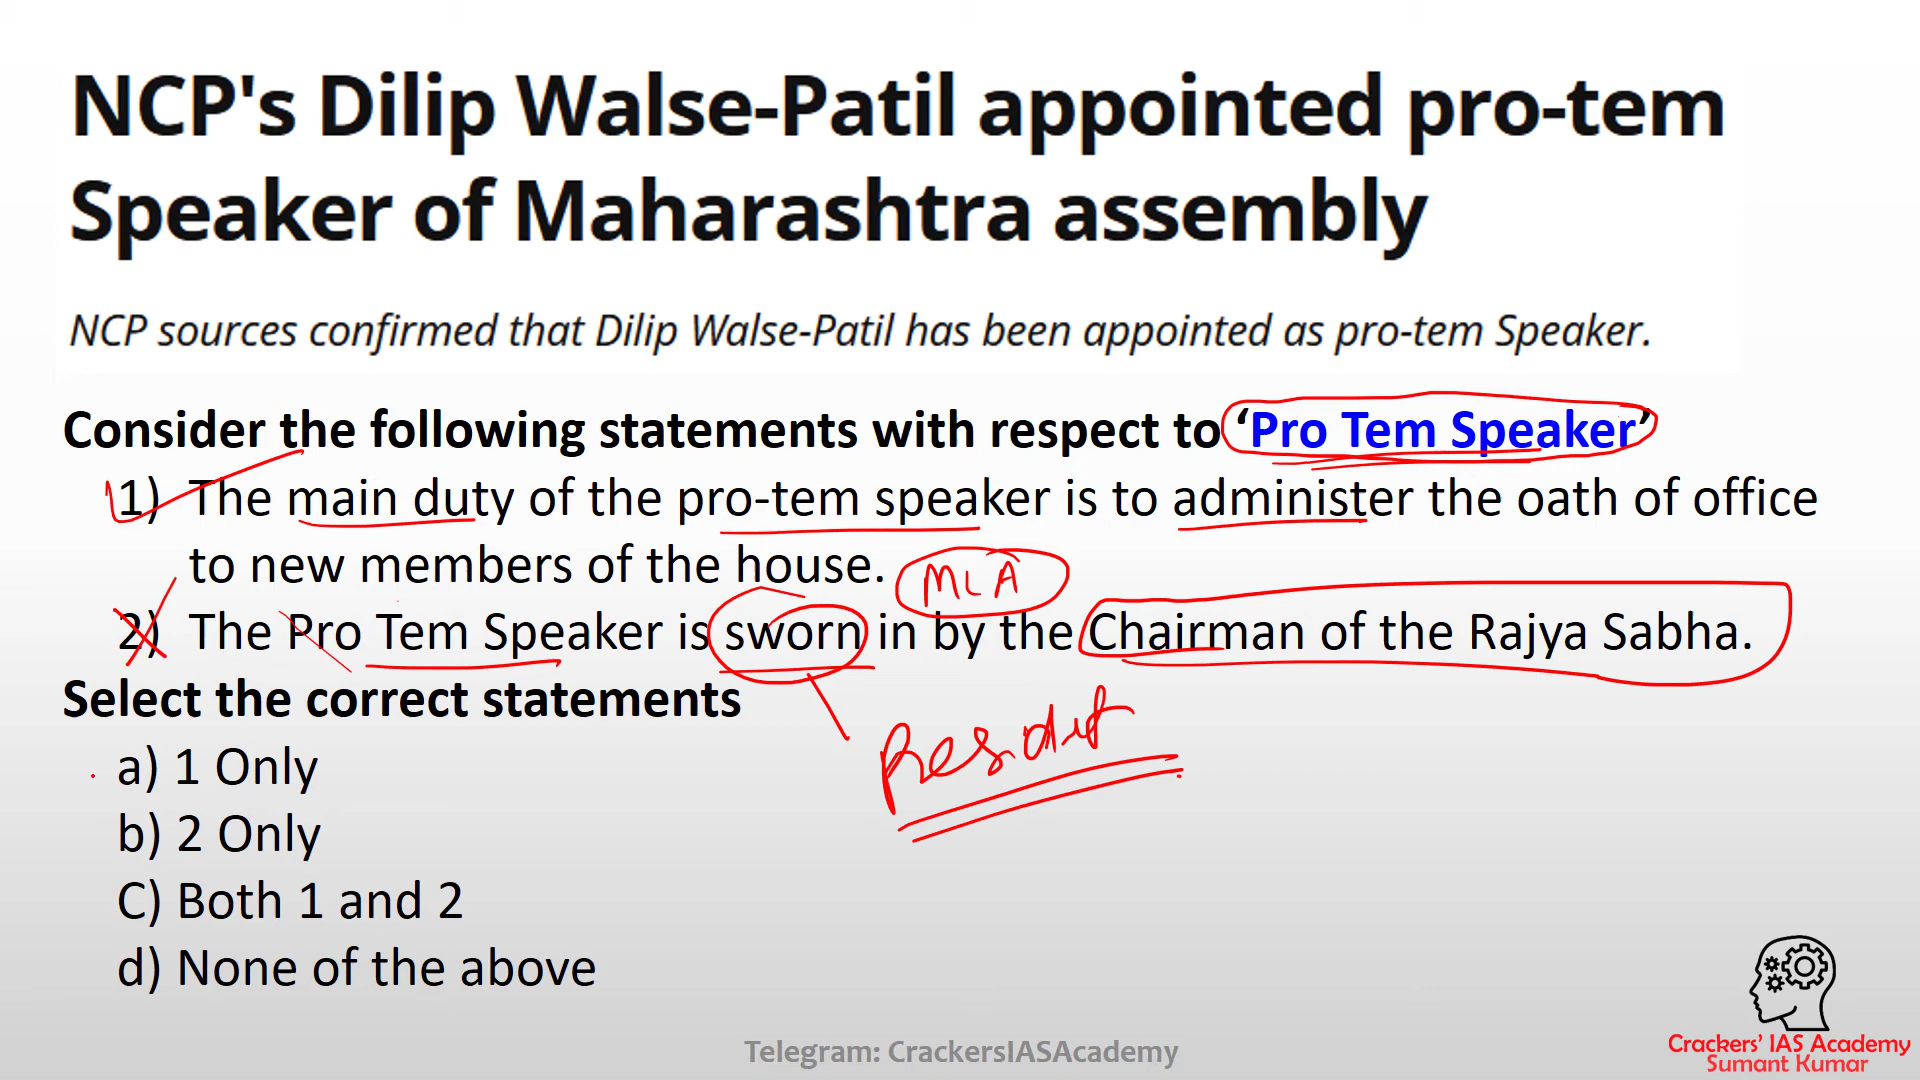 NCP's Dilip Walse-Patil appointed pro-tem
Speaker of Maharashtra assembly
NCP sources confirmed that Dilip Walse-Patil has been appointed as pro-tem Speaker.
Consider the following statements with respect to ‘Pro Tem Speaker’
1) The main duty of the pro-tem speaker is to administer the oath of office
to new members of the house.
MLA
2) The Pro Tem Speaker is sworn in by the Chairman of the Rajya Sabha.
Select the correct statements
a) 1 Only
b) 2 Only
C) Both 1 and 2
d) None of the above
Telegram: CrackersIASAcademy
Crackers’ IAS Academy
Sumant Kumar